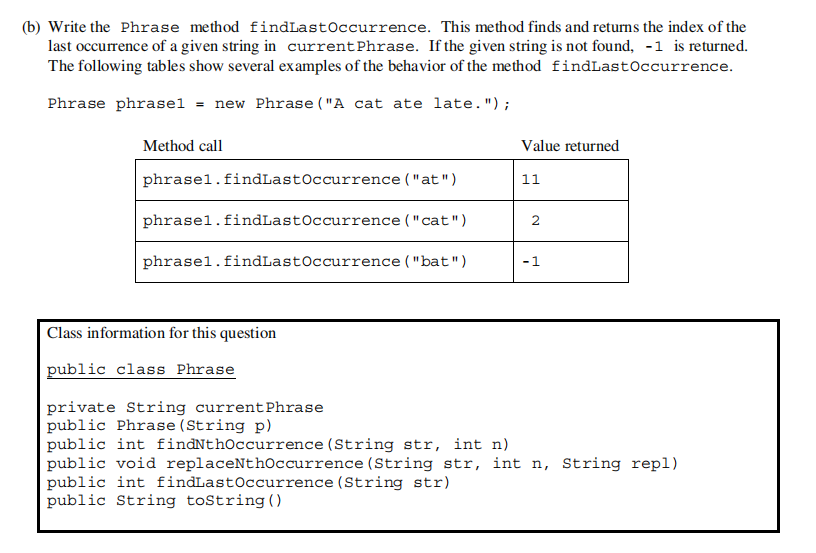 (b) Write the Phrase method findLastOccurrence. This method finds and returns the index of the
last occurrence of a given string in currentPhrase. If the given string is not found, -1 is returned.
The following tables show several examples of the behavior of the method findLastOccurrence.
Phrase phrase1 = new Phrase("A cat ate late.");
Method call Value returned
phrase1.findLastOccurrence("at") 11
phrase1.findLastOccurrence("cat") 2
phrase1.findLastOccurrence("bat") -1
Class information for this question
public class Phrase
private String currentPhrase
public Phrase(String p)
public int findNthOccurrence(String str, int n)
public void replaceNthOccurrence(String str, int n, String repl)
public int findLastOccurrence(String str)
public String toString()